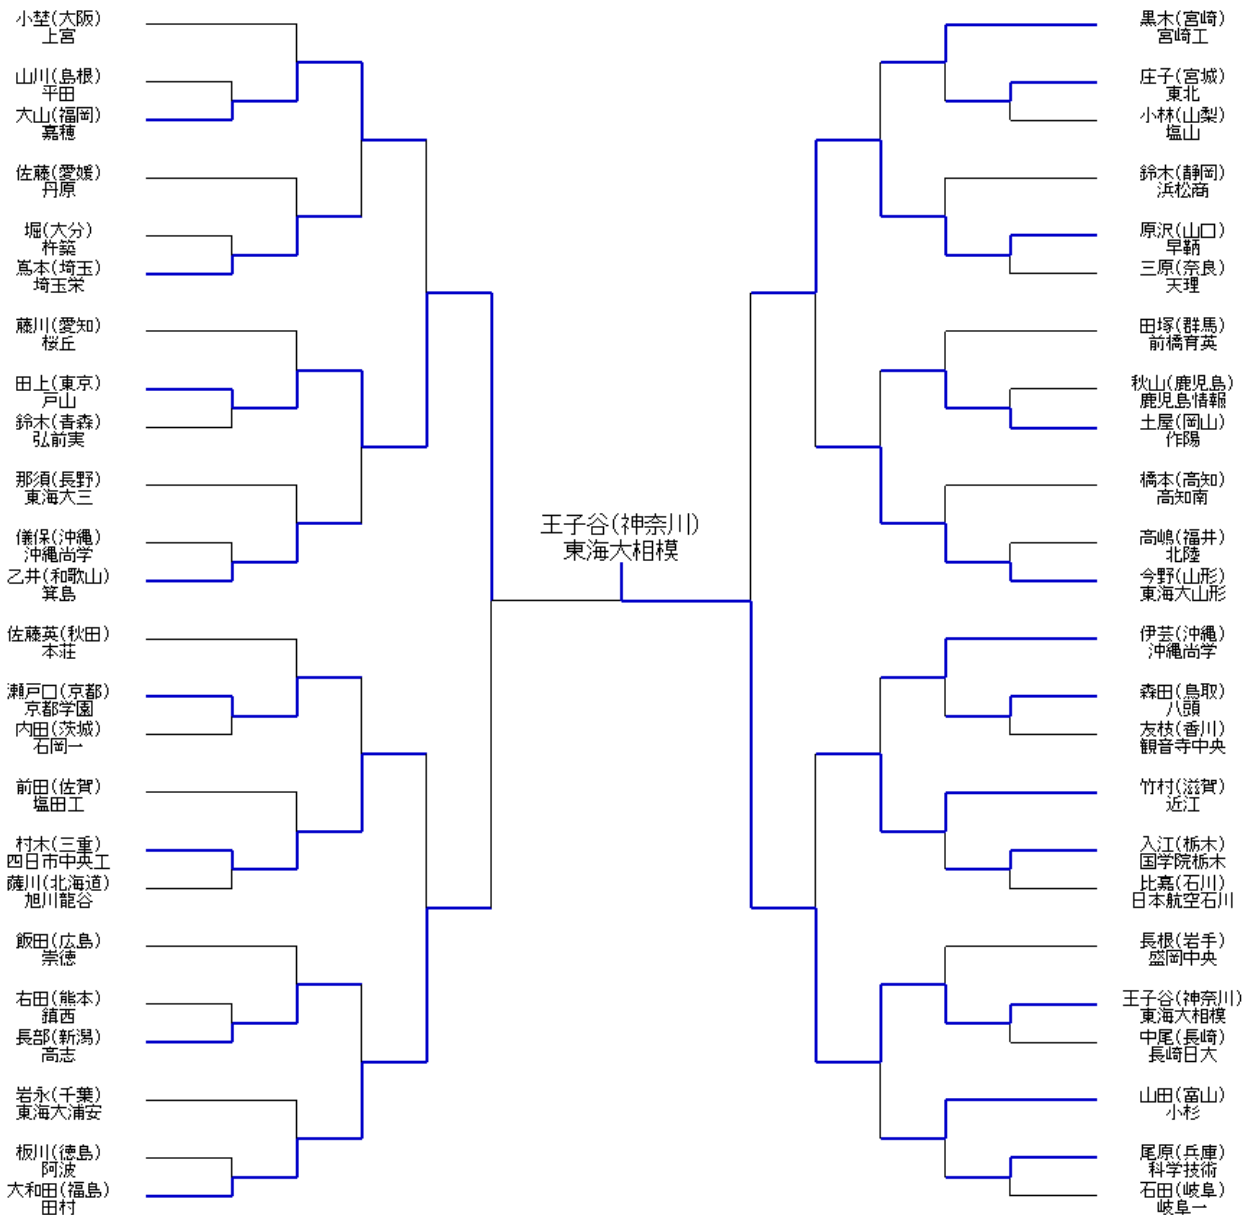 小埜(大阪)
上宮
山川(島根)
平田
大山(福岡)
嘉穂
佐藤(愛媛)
丹原
堀(大分)
杵築
嶌本(埼玉)
埼玉栄
藤川(愛知)
桜丘
田上(東京)
戸山
鈴木(青森)
弘前実
那須(長野)
東海大三
儀保(沖縄)
沖縄尚学
乙井(和歌山)
箕島
佐藤英(秋田)
本荘
瀬戸口(京都)
京都学園
内田(茨城)
石岡一
前田(佐賀)
塩田工
村木(三重)
四日市中央工
薩川(北海道)
旭川龍谷
飯田(広島)
崇徳
右田(熊本)
鎮西
長部(新潟)
高志
岩永(千葉)
東海大浦安
板川(徳島)
阿波
大和田(福島)
田村
王子谷(神奈川)
東海大相模
黒木(宮崎)
宮崎工
庄子(宮城)
東北
小林(山梨)
塩山
鈴木(静岡)
浜松商
原沢(山口)
早鞆
三原(奈良)
天理
田塚(群馬)
前橋育英
秋山(鹿児島)
鹿児島情報
土屋(岡山)
作陽
橋本(高知)
高知南
高嶋(福井)
北陸
今野(山形)
東海大山形
伊芸(沖縄)
沖縄尚学
森田(鳥取)
八頭
友枝(香川)
観音寺中央
竹村(滋賀)
近江
入江(栃木)
国学院栃木
比嘉(石川)
日本航空石川
長根(岩手)
盛岡中央
王子谷(神奈川)
東海大相模
中尾(長崎)
長崎日大
山田(富山)
小杉
尾原(兵庫)
科学技術
石田(岐阜)
岐阜一